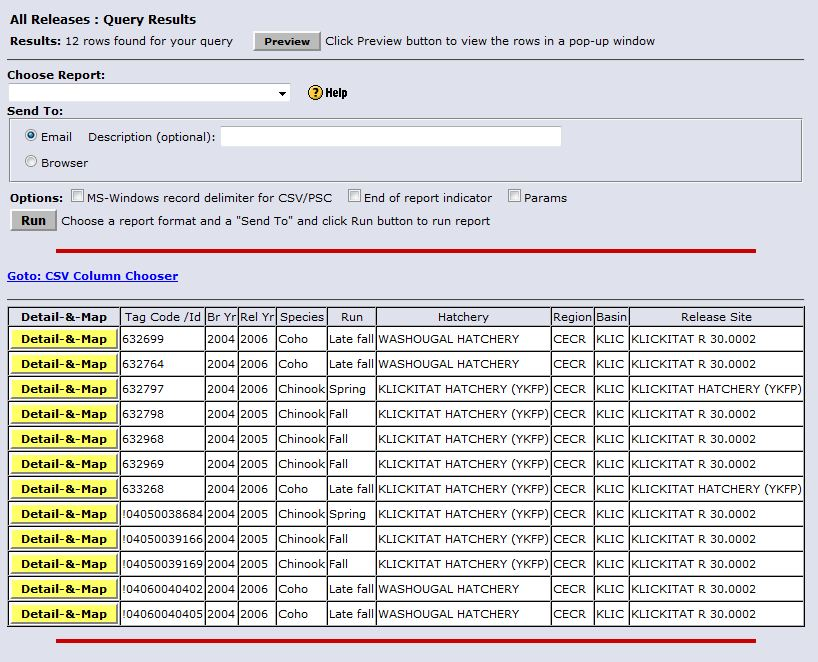 All Releases : Query Results
Results: 12 rows found for your query Preview Click Preview button to view the rows in a pop-up window
Choose Report:
? Help
Send To:
Email Description (optional):
Browser
Options: MS-Windows record delimiter for CSV/PSC End of report indicator Params
Run Choose a report format and a "Send To" and click Run button to run report
Goto: CSV Column Chooser
Detail-&-Map Tag Code /Id Br Yr Rel Yr Species Run Hatchery Region Basin Release Site
Detail-&-Map 632699 2004 2006 Coho Late fall WASHOUGAL HATCHERY CECR KLIC KLICKITAT R 30.0002
Detail-&-Map 632764 2004 2006 Coho Late fall WASHOUGAL HATCHERY CECR KLIC KLICKITAT R 30.0002
Detail-&-Map 632797 2004 2006 Chinook Spring KLICKITAT HATCHERY (YKFP) CECR KLIC KLICKITAT HATCHERY (YKFP)
Detail-&-Map 632798 2004 2005 Chinook Fall KLICKITAT HATCHERY (YKFP) CECR KLIC KLICKITAT R 30.0002
Detail-&-Map 632968 2004 2005 Chinook Fall KLICKITAT HATCHERY (YKFP) CECR KLIC KLICKITAT R 30.0002
Detail-&-Map 632969 2004 2005 Chinook Fall KLICKITAT HATCHERY (YKFP) CECR KLIC KLICKITAT R 30.0002
Detail-&-Map 633268 2004 2006 Coho Late fall KLICKITAT HATCHERY (YKFP) CECR KLIC KLICKITAT HATCHERY (YKFP)
Detail-&-Map !04050038684 2004 2005 Chinook Spring KLICKITAT HATCHERY (YKFP) CECR KLIC KLICKITAT R 30.0002
Detail-&-Map !04050039166 2004 2005 Chinook Fall KLICKITAT HATCHERY (YKFP) CECR KLIC KLICKITAT R 30.0002
Detail-&-Map !04050039169 2004 2005 Chinook Fall KLICKITAT HATCHERY (YKFP) CECR KLIC KLICKITAT R 30.0002
Detail-&-Map !04060040402 2004 2006 Coho Late fall WASHOUGAL HATCHERY CECR KLIC KLICKITAT R 30.0002
Detail-&-Map !04060040405 2004 2006 Coho Late fall WASHOUGAL HATCHERY CECR KLIC KLICKITAT R 30.0002